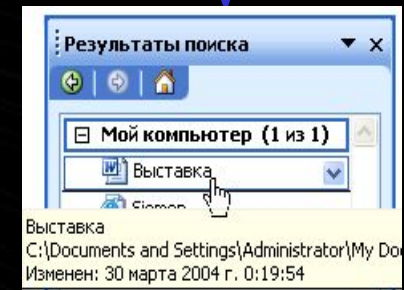 Результаты поиска
Мой компьютер (1 из 1)
Выставка
Выставка
C:\Documents and Settings\Administrator\My Do
Изменен: 30 марта 2004 г. 0:19:54